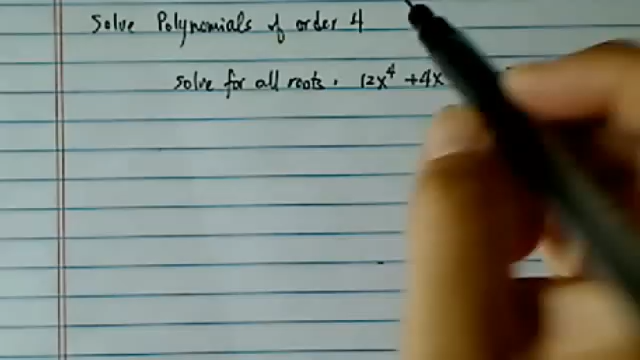 Solve Polynomials of order 4
Solve for all roots. 12x⁴ + 4x